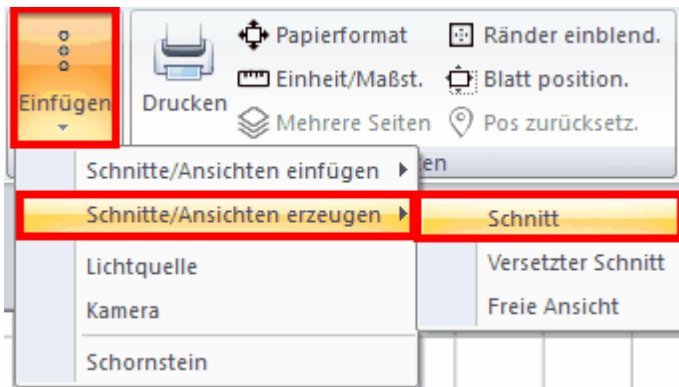 Einfügen
Drucken
Papierformat
Einheit/Maßst.
Mehrere Seiten
Ränder einblend.
Blatt position.
Pos zurücksetz.
en
Schnitte/Ansichten einfügen
Schnitte/Ansichten erzeugen
Lichtquelle
Kamera
Schornstein
Schnitt
Versetzter Schnitt
Freie Ansicht